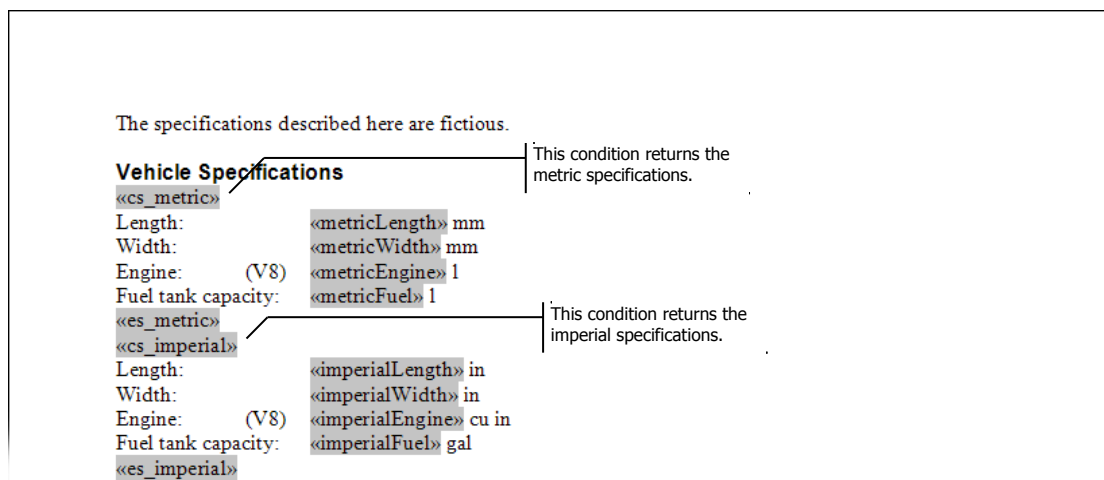 The specifications described here are fictious.
This condition returns the
metric specifications.
Vehicle Specifications
«cs_metric»
Length: «metricLength» mm
Width: «metricWidth» mm
Engine: (V8) «metricEngine» l
Fuel tank capacity: «metricFuel» l
«es_metric»
This condition returns the
imperial specifications.
«cs_imperial»
Length: «imperialLength» in
Width: «imperialWidth» in
Engine: (V8) «imperialEngine» cu in
Fuel tank capacity: «imperialFuel» gal
«es_imperial»